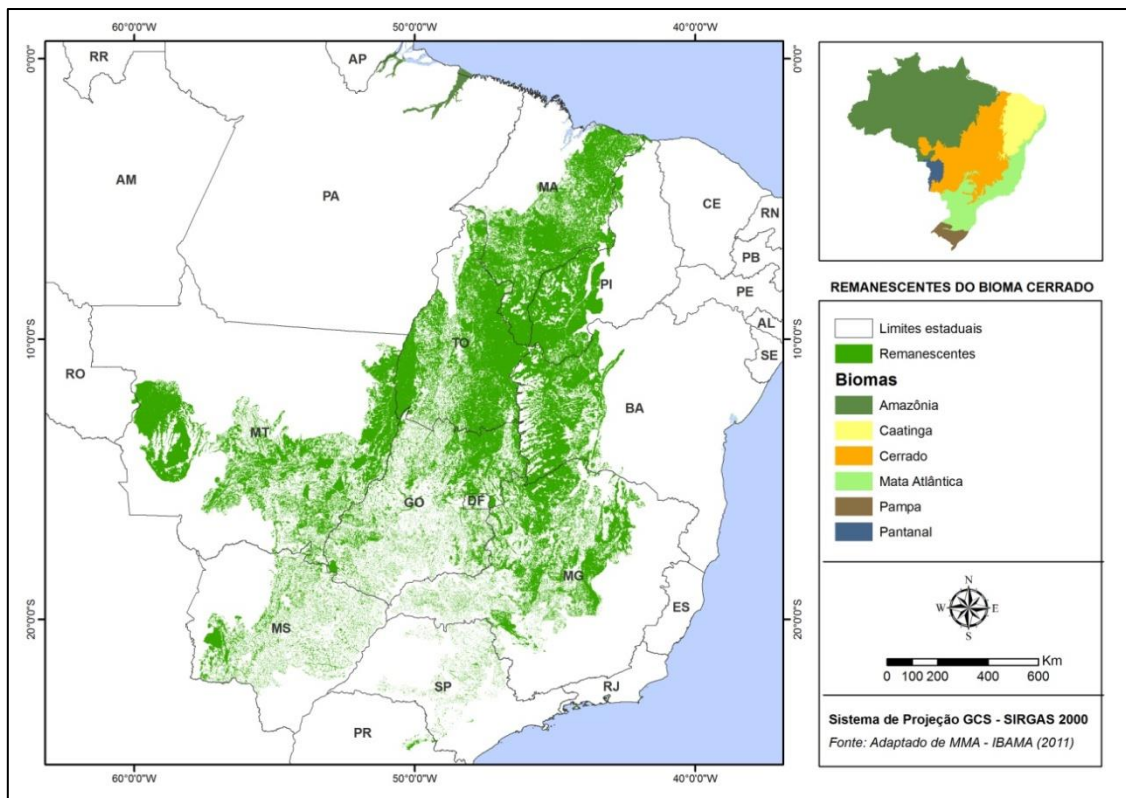 60°0'0"W
50°0'0"W
40°0'0"W
0°0'0"
0°0'0"
RR
AP
AM
PA
MA
CE
RN
PB
PI
PE
AL
SE
TO
10°0'0"S
10°0'0"S
RO
BA
MT
GO
DF
MG
ES
MS
20°0'0"S
20°0'0"S
SP
RJ
PR
60°0'0"W
50°0'0"W
40°0'0"W
REMANESCENTES DO BIOMA CERRADO
Limites estaduais
Remanescentes
Biomas
Amazônia
Caatinga
Cerrado
Mata Atlântica
Pampa
Pantanal
N
W E
S
Km
0 100 200 400 600
Sistema de Projeção GCS - SIRGAS 2000
Fonte: Adaptado de MMA - IBAMA (2011)